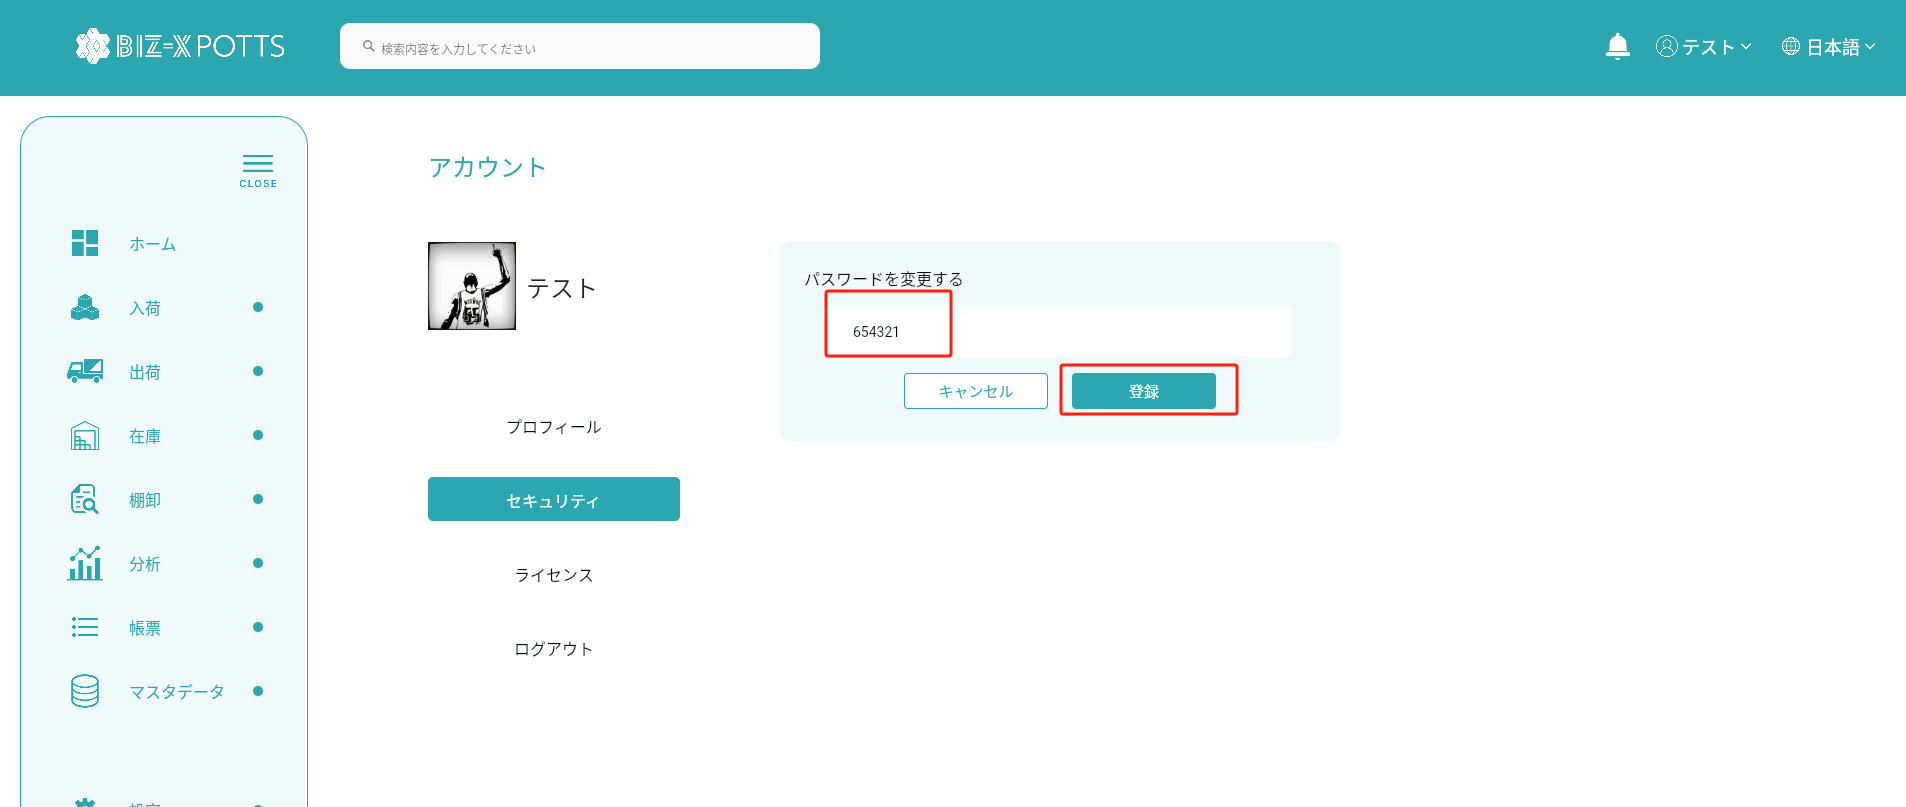 BIZ-X POTTS
検索内容を入力してください
テスト
日本語
CLOSE
ホーム
入荷
出荷
在庫
棚卸
分析
帳票
マスタデータ
アカウント
テスト
プロフィール
セキュリティ
ライセンス
ログアウト
パスワードを変更する
654321
キャンセル
登録